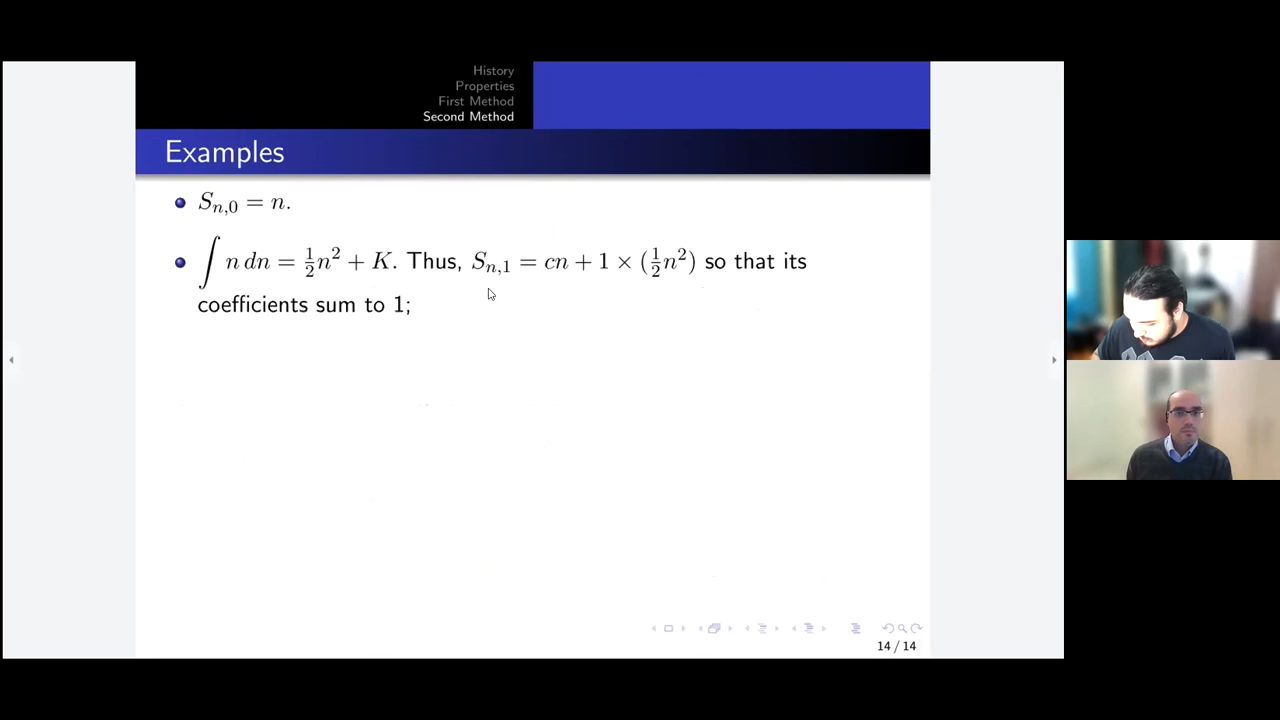 History
Properties
First Method
Second Method
Examples
S_{n,0} = n.
∫ n dn = ½n² + K. Thus, S_{n,1} = cn + 1 × (½n²) so that its
coefficients sum to 1;
14 / 14